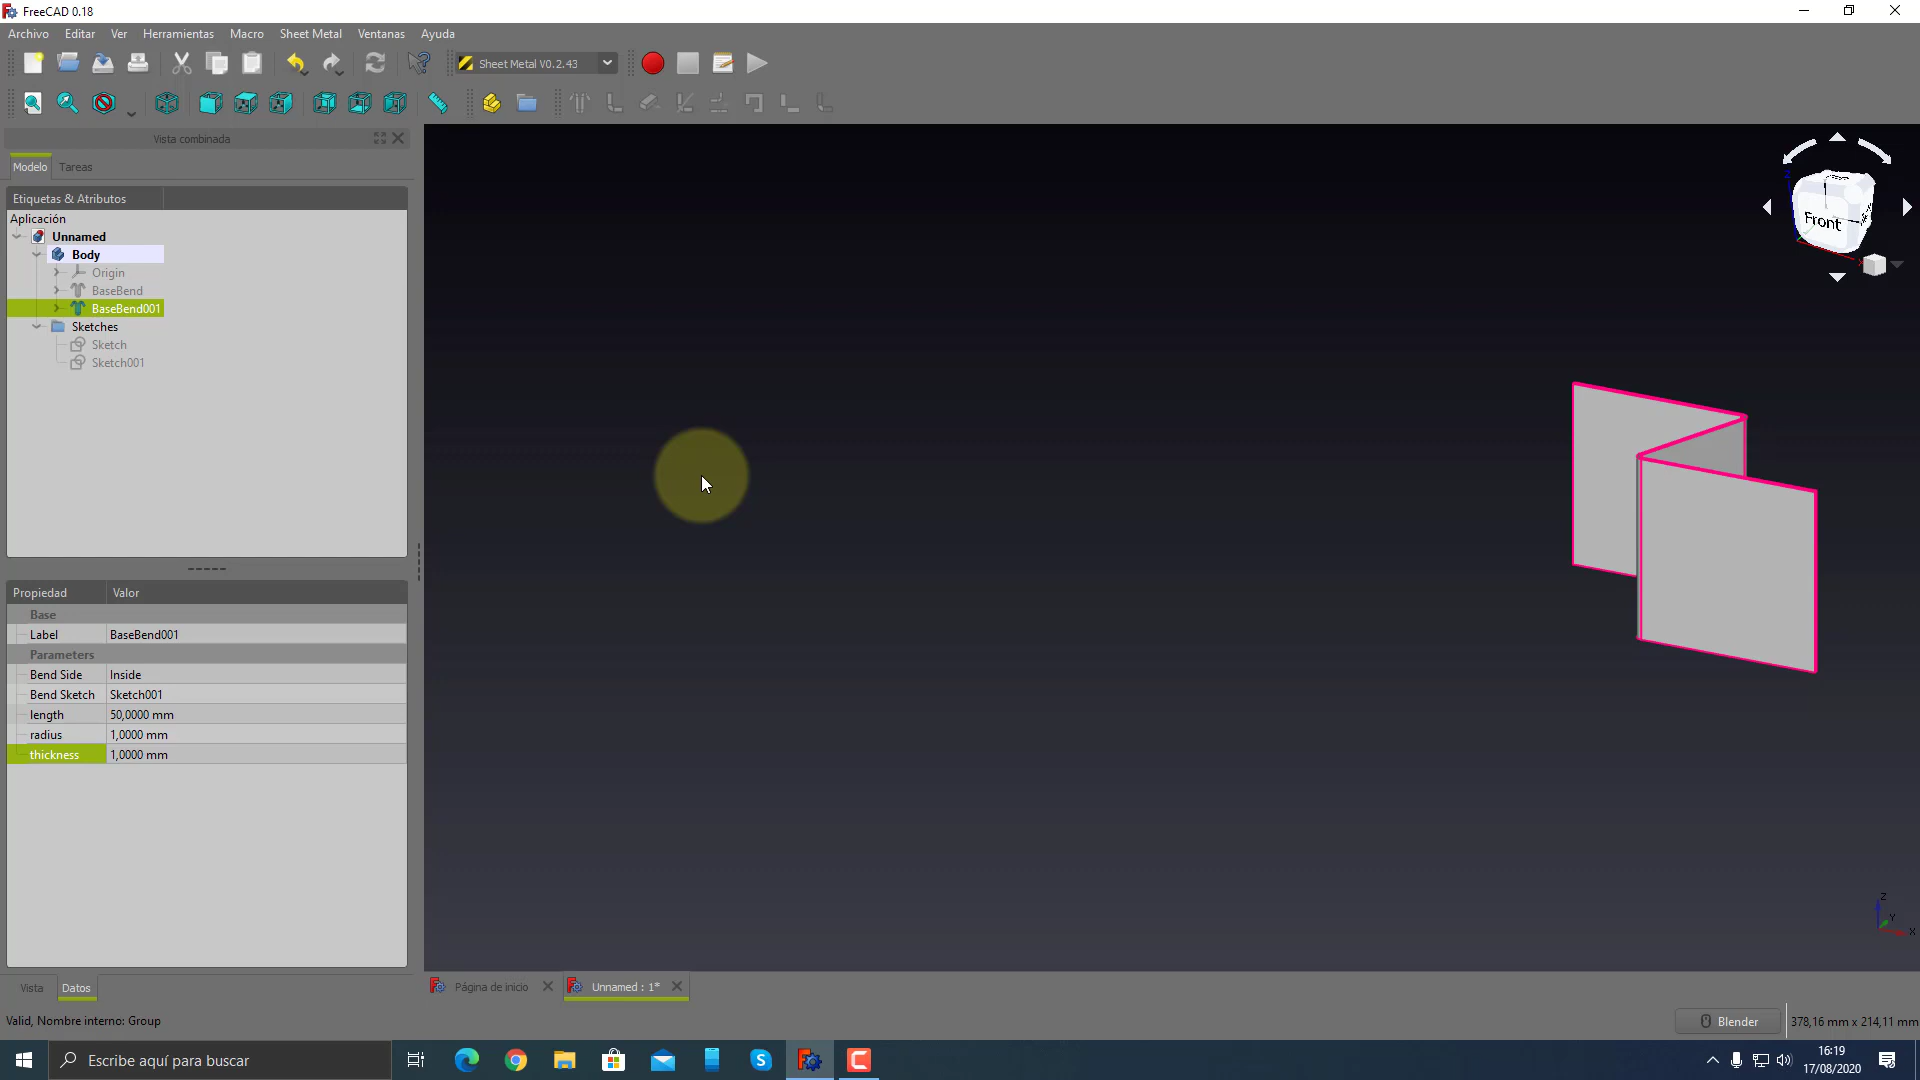 FreeCAD 0.18
Archivo Editar Ver Herramientas Macro Sheet Metal Ventanas Ayuda
Sheet Metal V0.2.43
Vista combinada
Modelo Tareas
Etiquetas & Atributos
Aplicación
Unnamed
Body
Origin
BaseBend
BaseBend001
Sketches
Sketch
Sketch001
Front
Propiedad Valor
Base
Label BaseBend001
Parameters
Bend Side Inside
Bend Sketch Sketch001
length 50,0000 mm
radius 1,0000 mm
thickness 1,0000 mm
Z
Y
X
Vista Datos
Página de inicio
Unnamed : 1*
Valid, Nombre interno: Group
Blender
378,16 mm x 214,11 mm
Escribe aquí para buscar
16:19
17/08/2020